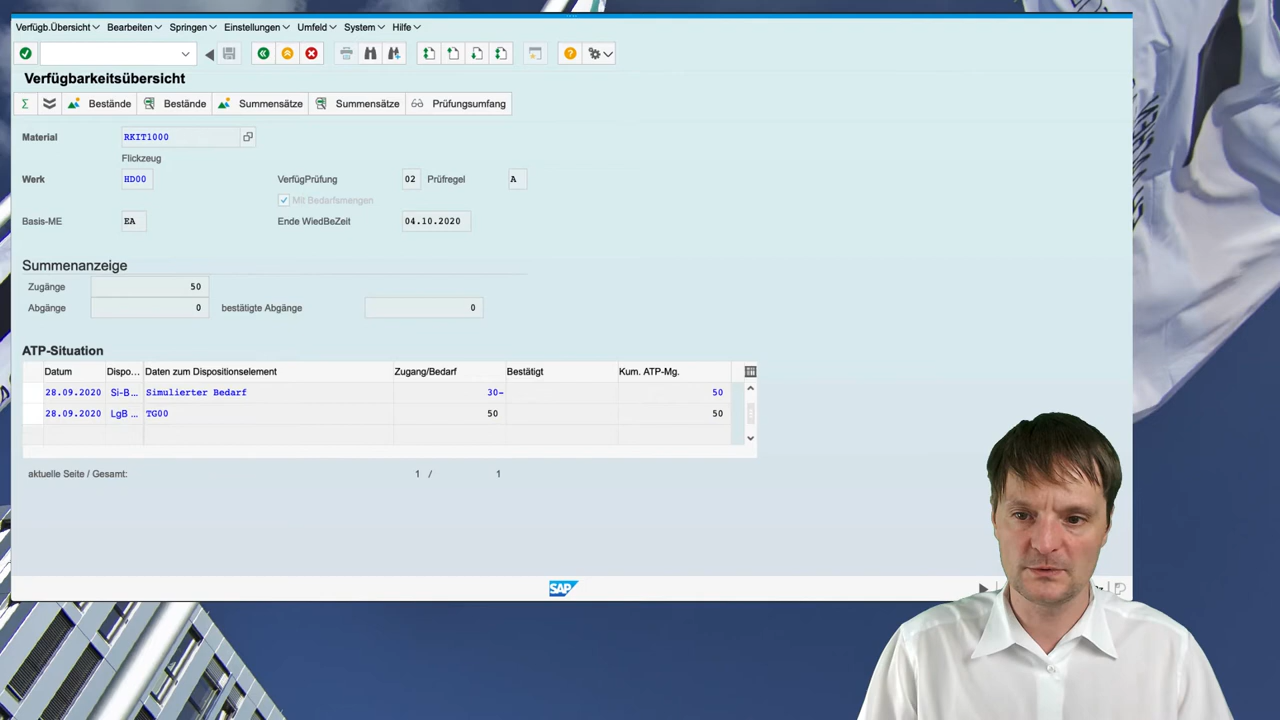 Verfügb.Übersicht Bearbeiten Springen Einstellungen Umfeld System Hilfe
Verfügbarkeitsübersicht
Σ Bestände Bestände Summensätze Summensätze Prüfungsumfang
Material RKIT1000
Flickzeug
Werk HD00 VerfügPrüfung 02 Prüfregel A
Mit Bedarfsmengen
Basis-ME EA Ende WiedBeZeit 04.10.2020
Summenanzeige
Zugänge 50
Abgänge 0 bestätigte Abgänge 0
ATP-Situation
Datum Dispo... Daten zum Dispositionselement Zugang/Bedarf Bestätigt Kum. ATP-Mg.
28.09.2020 Si-B... Simulierter Bedarf 30- 50
28.09.2020 LgB ... TG00 50 50
aktuelle Seite / Gesamt: 1 / 1
SAP